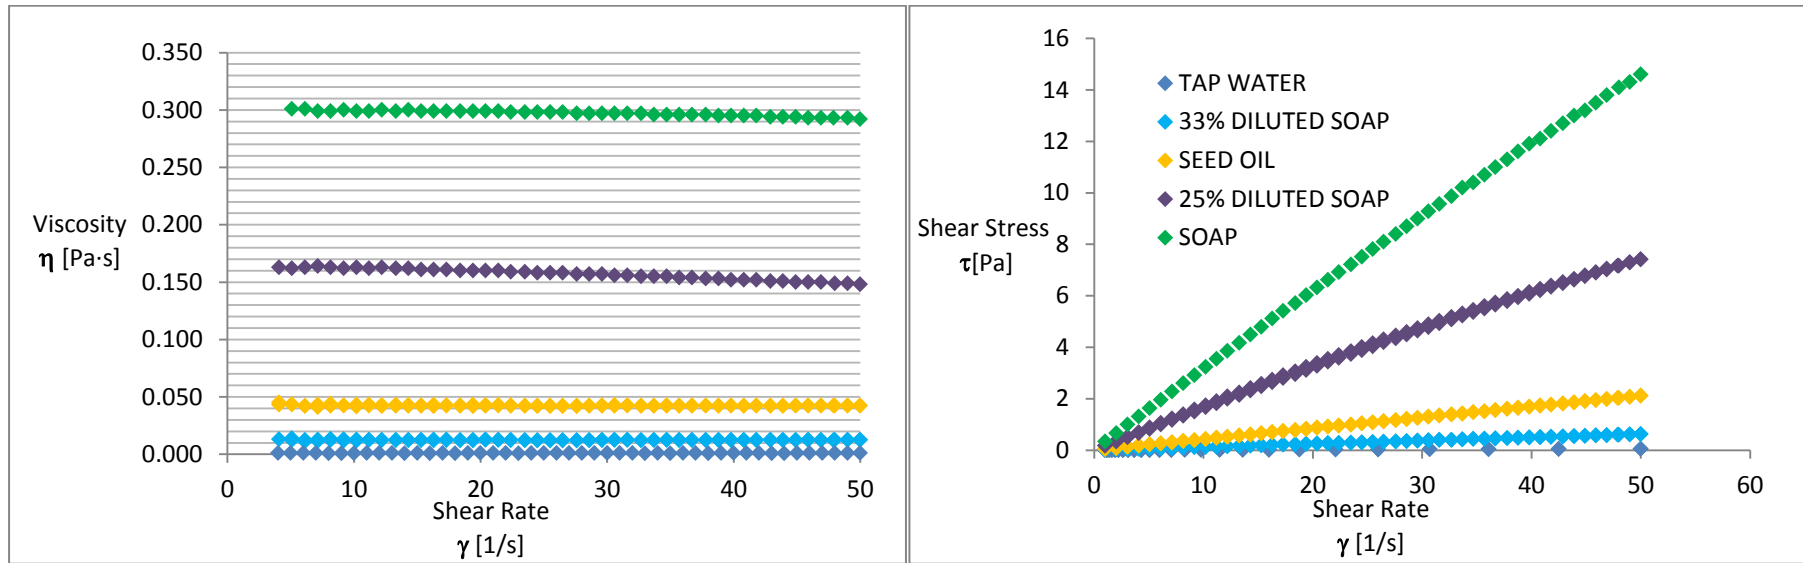 0.350
0.300
0.250
0.200
0.150
0.100
0.050
0.000
Viscosity
η [Pa·s]
0 10 20 30 40 50
Shear Rate
γ [1/s]
16
14
12
10
8
6
4
2
0
Shear Stress
τ[Pa]
TAP WATER
33% DILUTED SOAP
SEED OIL
25% DILUTED SOAP
SOAP
0 10 20 30 40 50 60
Shear Rate
γ [1/s]